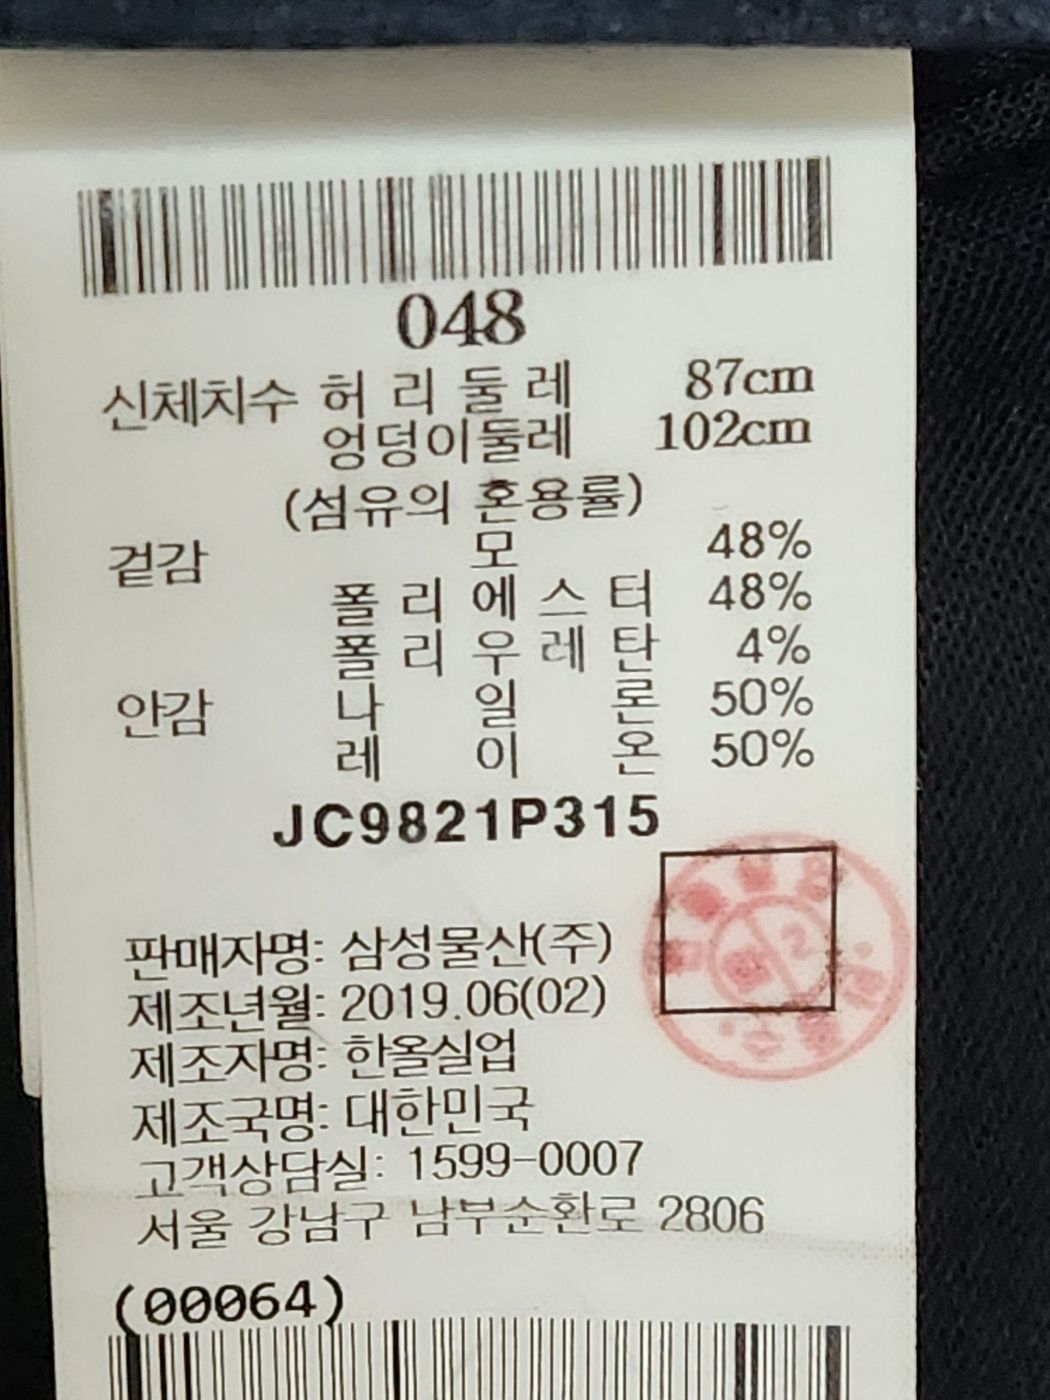 048
신체치수 허리둘레 87cm
엉덩이둘레 102cm
(섬유의 혼용률)
겉감 모 48%
폴리에스터 48%
폴리우레탄 4%
안감 나일론 50%
레이온 50%
JC9821P315
판매자명: 삼성물산(주)
제조년월: 2019.06(02)
제조자명: 한올실업
제조국명: 대한민국
고객상담실: 1599-0007
서울 강남구 남부순환로 2806
(00064)